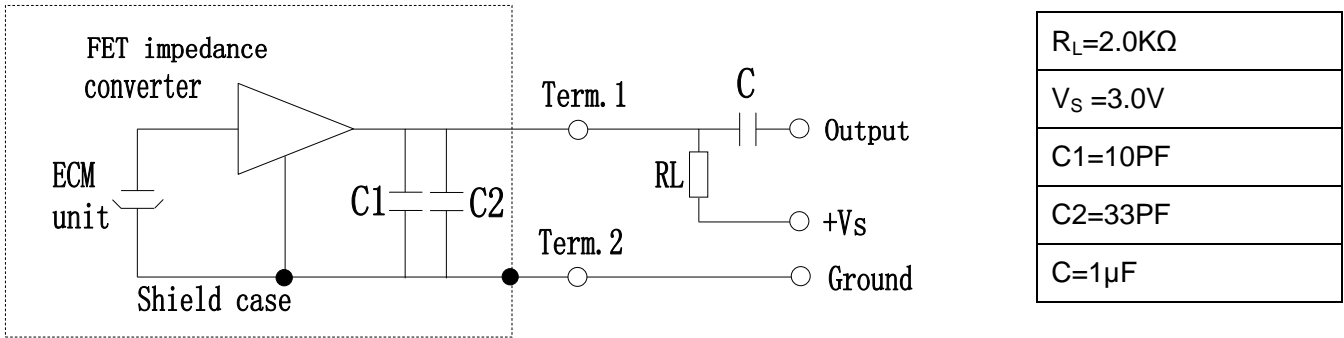 FET impedance
converter
ECM
unit
Shield case
C1
C2
Term.1
Term.2
C
RL
Output
+Vs
Ground
RL=2.0KΩ
VS =3.0V
C1=10PF
C2=33PF
C=1µF